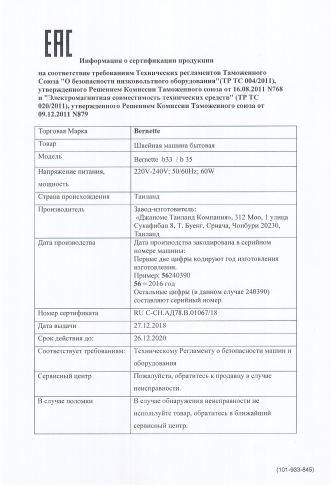 EAC
Информация о сертификации продукции
на соответствие требованиям Технических регламентов Таможенного
Союза "О безопасности низковольтного оборудования"(ТР ТС 004/2011),
утвержденного Решением Комиссии Таможенного союза от 16.08.2011 N768
и "Электромагнитная совместимость технических средств" (ТР ТС
020/2011), утвержденного Решением Комиссии Таможенного союза от
09.12.2011 N879
Торговая Марка Bernette
Товар Швейная машина бытовая
Модель Bernette b33 / b 35
Напряжение питания, 220V-240V; 50/60Hz; 60W
мощность
Страна происхождения Таиланд
Производитель Завод-изготовитель:
«Джаноме Таиланд Компания», 312 Моо, 1 улица
Сукафибан 8, Т. Буенг, Срича, Чонбури 20230,
Таиланд
Дата производства Дата производства закодирована в серийном
номере машины:
Первые две цифры кодируют год изготовления
изготовления.
Пример: 56240390
56 = 2016 год
Остальные цифры (в данном случае 240390)
составляют серийный номер.
Номер сертификата RU C-CH.АД78.В.01067/18
Дата выдачи 27.12.2018
Срок действия до: 26.12.2020
Соответствует требованиям: Техническому Регламенту о безопасности машин и
оборудования
Сервисный центр Пожалуйста, обратитесь к продавцу в случае
неисправности.
В случае поломки В случае обнаружения неисправности не
используйте товар, обратитесь в ближайший
сервисный центр.
(101-933-845)